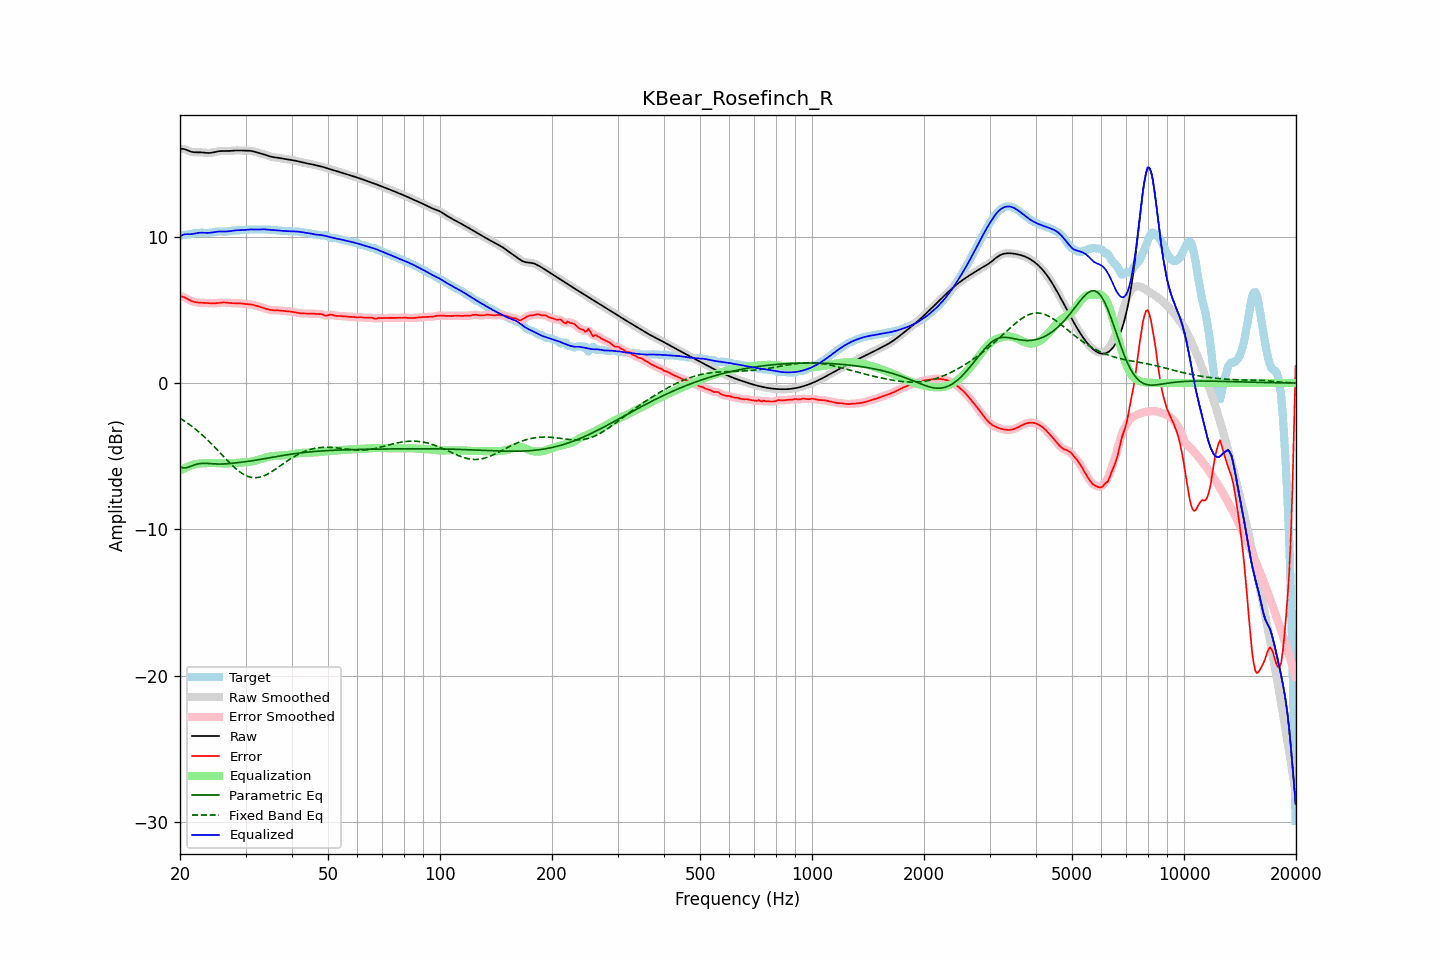 KBear_Rosefinch_R
Amplitude (dBr)
10
0
−10
−20
−30
Target
Raw Smoothed
Error Smoothed
Raw
Error
Equalization
Parametric Eq
Fixed Band Eq
Equalized
20 50 100 200 500 1000 2000 5000 10000 20000
Frequency (Hz)